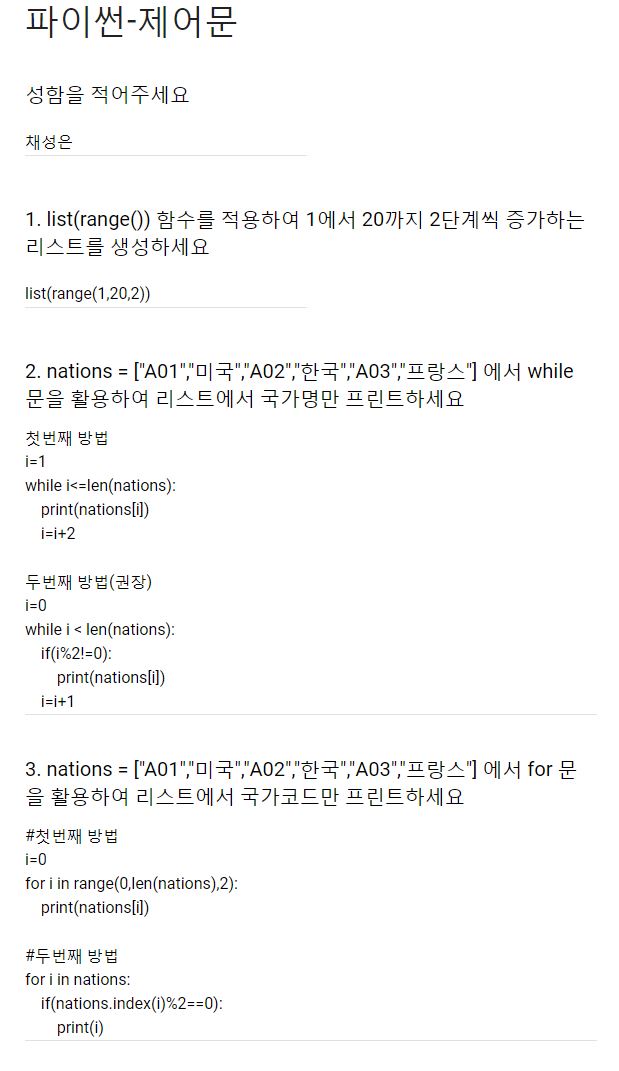 파이썬-제어문
성함을 적어주세요
채성은
1. list(range()) 함수를 적용하여 1에서 20까지 2단계씩 증가하는
리스트를 생성하세요
list(range(1,20,2))
2. nations = ["A01","미국","A02","한국","A03","프랑스"] 에서 while
문을 활용하여 리스트에서 국가명만 프린트하세요
첫번째 방법
i=1
while i<=len(nations):
    print(nations[i])
    i=i+2
두번째 방법(권장)
i=0
while i < len(nations):
    if(i%2!=0):
        print(nations[i])
    i=i+1
3. nations = ["A01","미국","A02","한국","A03","프랑스"] 에서 for 문
을 활용하여 리스트에서 국가코드만 프린트하세요
#첫번째 방법
i=0
for i in range(0,len(nations),2):
    print(nations[i])
#두번째 방법
for i in nations:
    if(nations.index(i)%2==0):
        print(i)